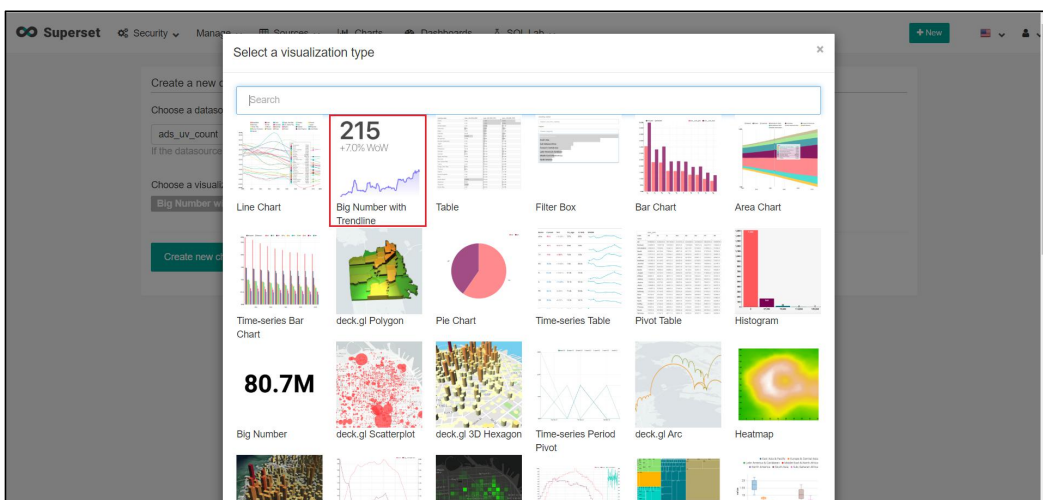 Superset
Security
Mana
Sources
Charts
Dashboards
SQL Lab
+ New
Select a visualization type
×
Create a new c
Choose a dataso
ads_uv_count
If the datasource
Choose a visuali
Big Number wi
Create new ch
Search
215
+7.0% WoW
Line Chart
Big Number with
Trendline
Table
Filter Box
Bar Chart
Area Chart
Time-series Bar
Chart
deck.gl Polygon
Pie Chart
Time-series Table
Pivot Table
Histogram
80.7M
Big Number
deck.gl Scatterplot
deck.gl 3D Hexagon
Time-series Period
Pivot
deck.gl Arc
Heatmap